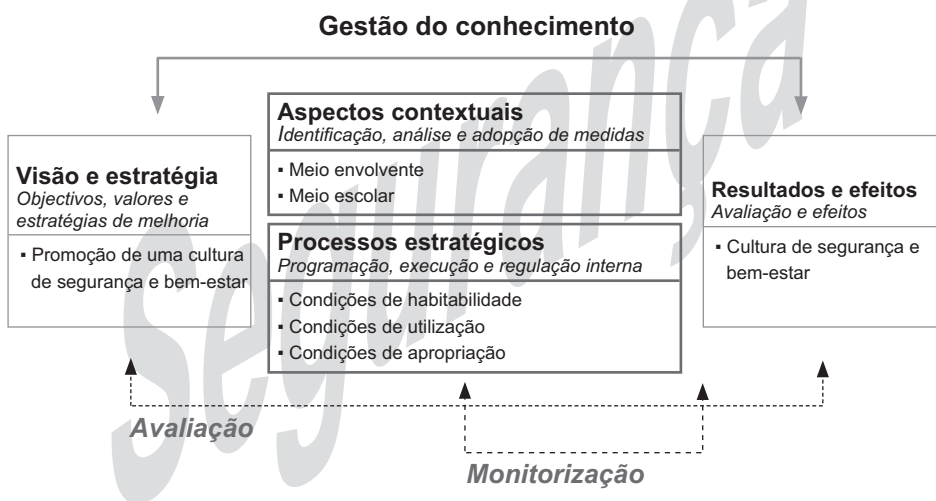 Gestão do conhecimento
Visão e estratégia
Objectivos, valores e
estratégias de melhoria
▪ Promoção de uma cultura
de segurança e bem-estar
Aspectos contextuais
Identificação, análise e adopção de medidas
▪ Meio envolvente
▪ Meio escolar
Processos estratégicos
Programação, execução e regulação interna
▪ Condições de habitabilidade
▪ Condições de utilização
▪ Condições de apropriação
Resultados e efeitos
Avaliação e efeitos
▪ Cultura de segurança e
bem-estar
Avaliação
Monitorização
Segurança